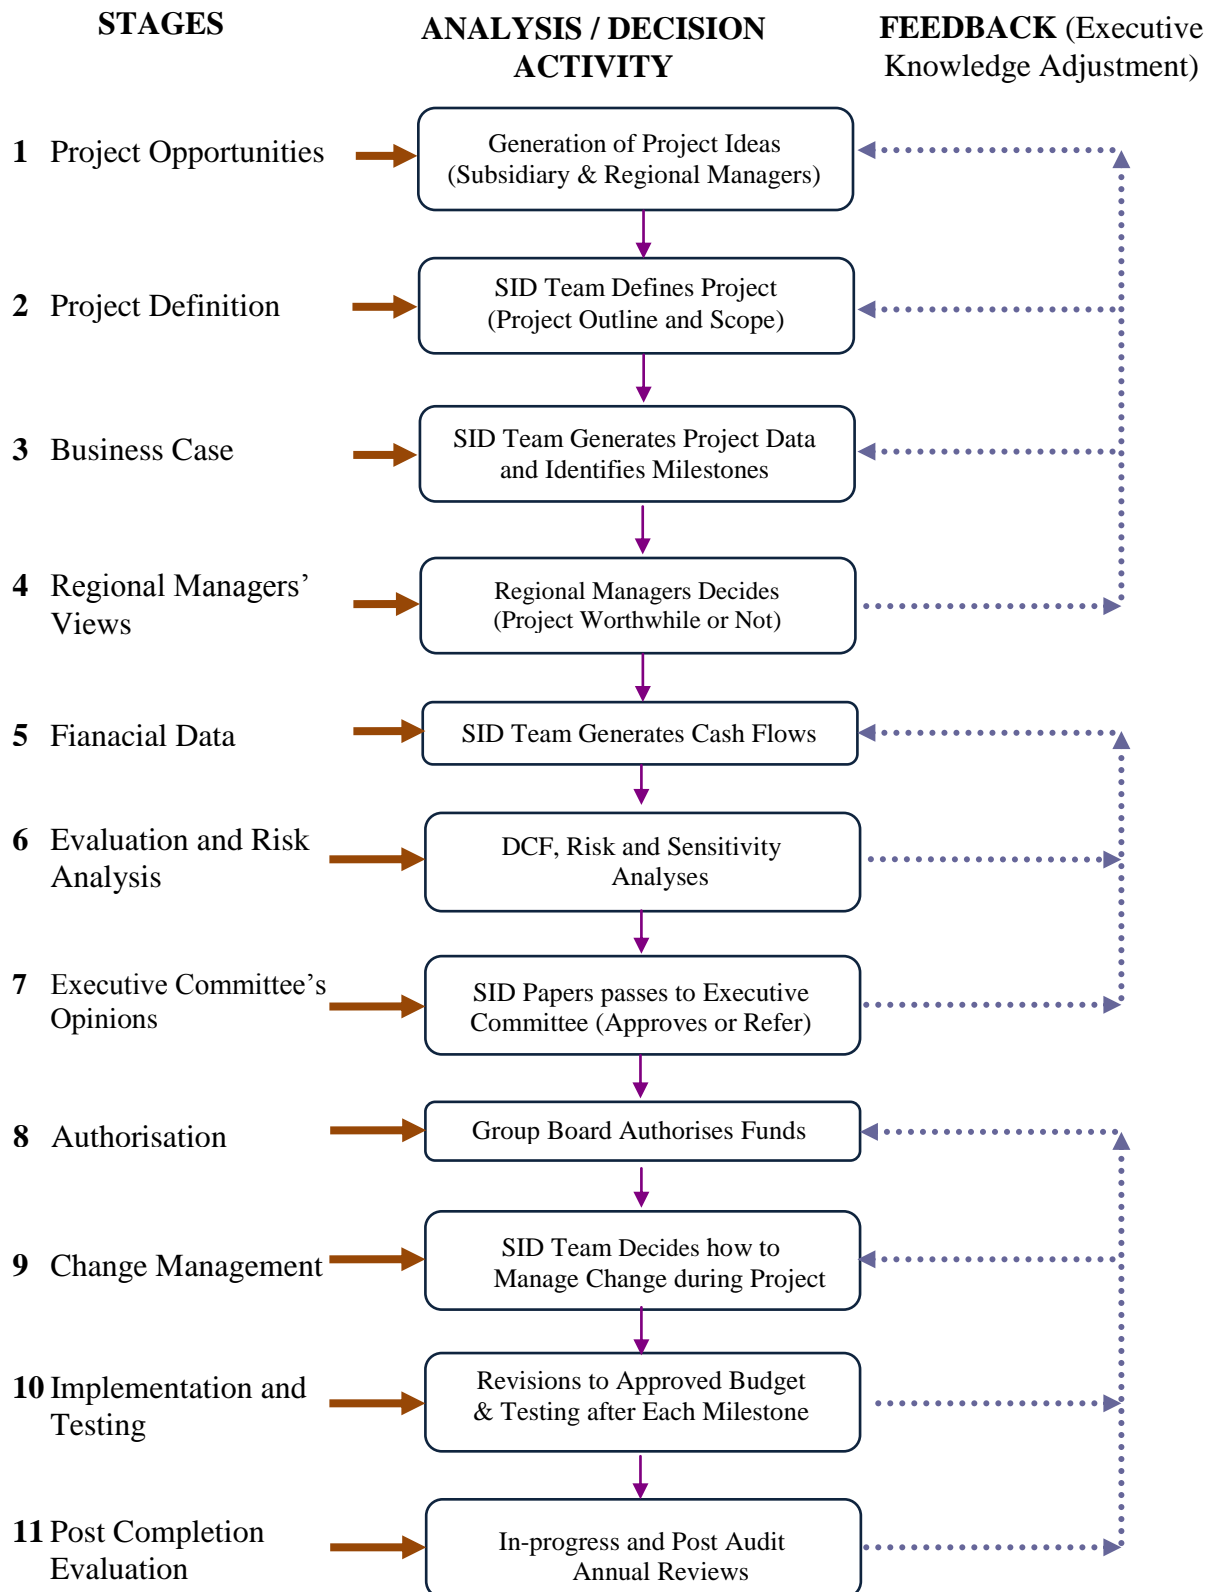 STAGES
ANALYSIS / DECISION
ACTIVITY
FEEDBACK (Executive
Knowledge Adjustment)
1 Project Opportunities
Generation of Project Ideas
(Subsidiary & Regional Managers)
2 Project Definition
SID Team Defines Project
(Project Outline and Scope)
3 Business Case
SID Team Generates Project Data
and Identifies Milestones
4 Regional Managers’
Views
Regional Managers Decides
(Project Worthwhile or Not)
5 Fianacial Data
SID Team Generates Cash Flows
6 Evaluation and Risk
Analysis
DCF, Risk and Sensitivity
Analyses
7 Executive Committee’s
Opinions
SID Papers passes to Executive
Committee (Approves or Refer)
8 Authorisation
Group Board Authorises Funds
9 Change Management
SID Team Decides how to
Manage Change during Project
10 Implementation and
Testing
Revisions to Approved Budget
& Testing after Each Milestone
11 Post Completion
Evaluation
In-progress and Post Audit
Annual Reviews